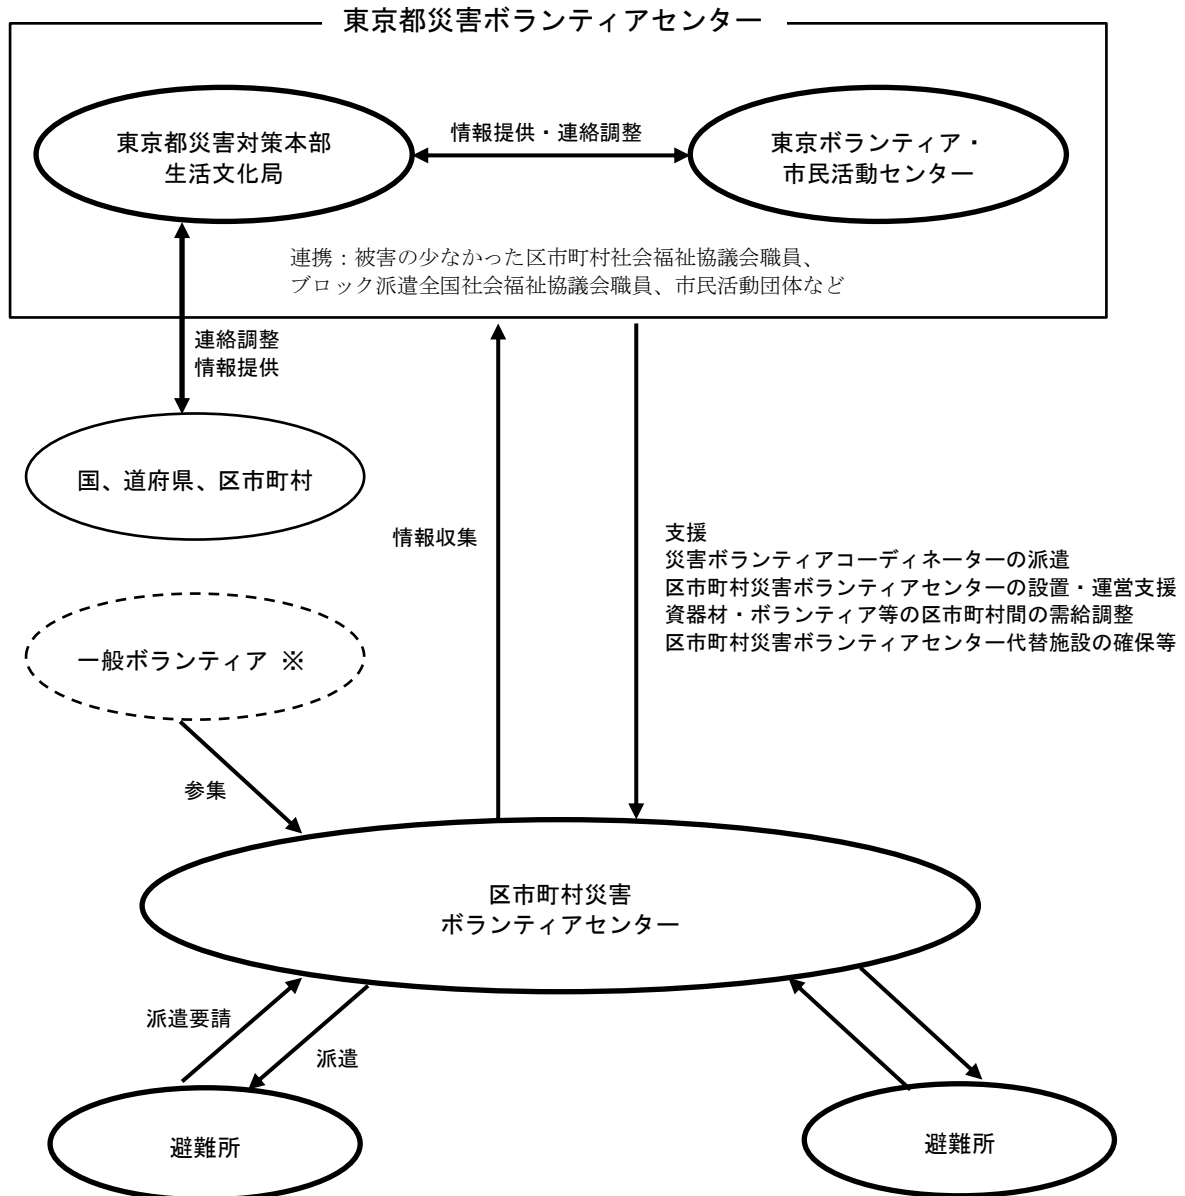 東京都災害ボランティアセンター
東京都災害対策本部
生活文化局
情報提供・連絡調整
東京ボランティア・
市民活動センター
連携：被害の少なかった区市町村社会福祉協議会職員、
ブロック派遣全国社会福祉協議会職員、市民活動団体など
連絡調整
情報提供
国、道府県、区市町村
情報収集
支援
災害ボランティアコーディネーターの派遣
区市町村災害ボランティアセンターの設置・運営支援
資器材・ボランティア等の区市町村間の需給調整
区市町村災害ボランティアセンター代替施設の確保等
一般ボランティア ※
参集
区市町村災害
ボランティアセンター
派遣要請
派遣
避難所
避難所